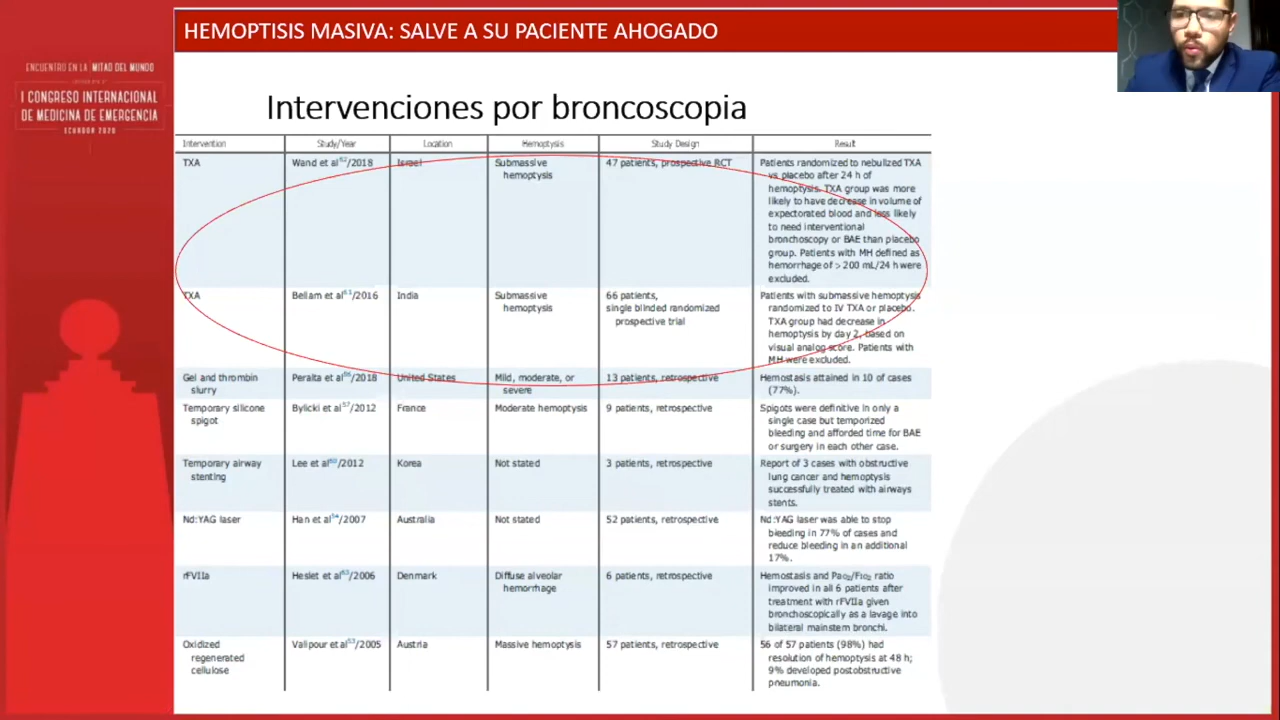 HEMOPTISIS MASIVA: SALVE A SU PACIENTE AHOGADO
ENCUENTRO EN LA MITAD DEL MUNDO
I CONGRESO INTERNACIONAL
DE MEDICINA DE EMERGENCIA
ECUADOR 2020
Intervenciones por broncoscopia
Intervention Study/Year Location Hemoptysis Study Design Result
TXA Wand et al62/2018 Israel Submassive 47 patients, prospective RCT Patients randomized to nebulized TXA
hemoptysis vs placebo after 24 h of
hemoptysis. TXA group was more
likely to have decrease in volume of
expectorated blood and less likely
to need interventional
bronchoscopy or BAE than placebo
group. Patients with MH defined as
hemorrhage of > 200 mL/24 h were
excluded.
TXA Bellam et al61/2016 India Submassive 66 patients, Patients with submassive hemoptysis
hemoptysis single blinded randomized randomized to IV TXA or placebo.
prospective trial TXA group had decrease in
hemoptysis by day 2, based on
visual analog score. Patients with
MH were excluded.
Gel and thrombin Peralta et al/2018 United States Mild, moderate, or 13 patients, retrospective Hemostasis attained in 10 of cases
slurry severe (77%).
Temporary silicone Bylicki et al57/2012 France Moderate hemoptysis 9 patients, retrospective Spigots were definitive in only a
spigot single case but temporized
bleeding and afforded time for BAE
or surgery in each other case.
Temporary airway Lee et al/2012 Korea Not stated 3 patients, retrospective Report of 3 cases with obstructive
stenting lung cancer and hemoptysis
successfully treated with airways
stents.
Nd:YAG laser Han et al54/2007 Australia Not stated 52 patients, retrospective Nd:YAG laser was able to stop
bleeding in 77% of cases and
reduce bleeding in an additional
17%.
rFVIIa Heslet et al63/2006 Denmark Diffuse alveolar 6 patients, retrospective Hemostasis and PaO2/FIO2 ratio
hemorrhage improved in all 6 patients after
treatment with rFVIIa given
bronchoscopically as a lavage into
bilateral mainstem bronchi.
Oxidized Valipour et al53/2005 Austria Massive hemoptysis 57 patients, retrospective 56 of 57 patients (98%) had
regenerated resolution of hemoptysis at 48 h;
cellulose 9% developed postobstructive
pneumonia.